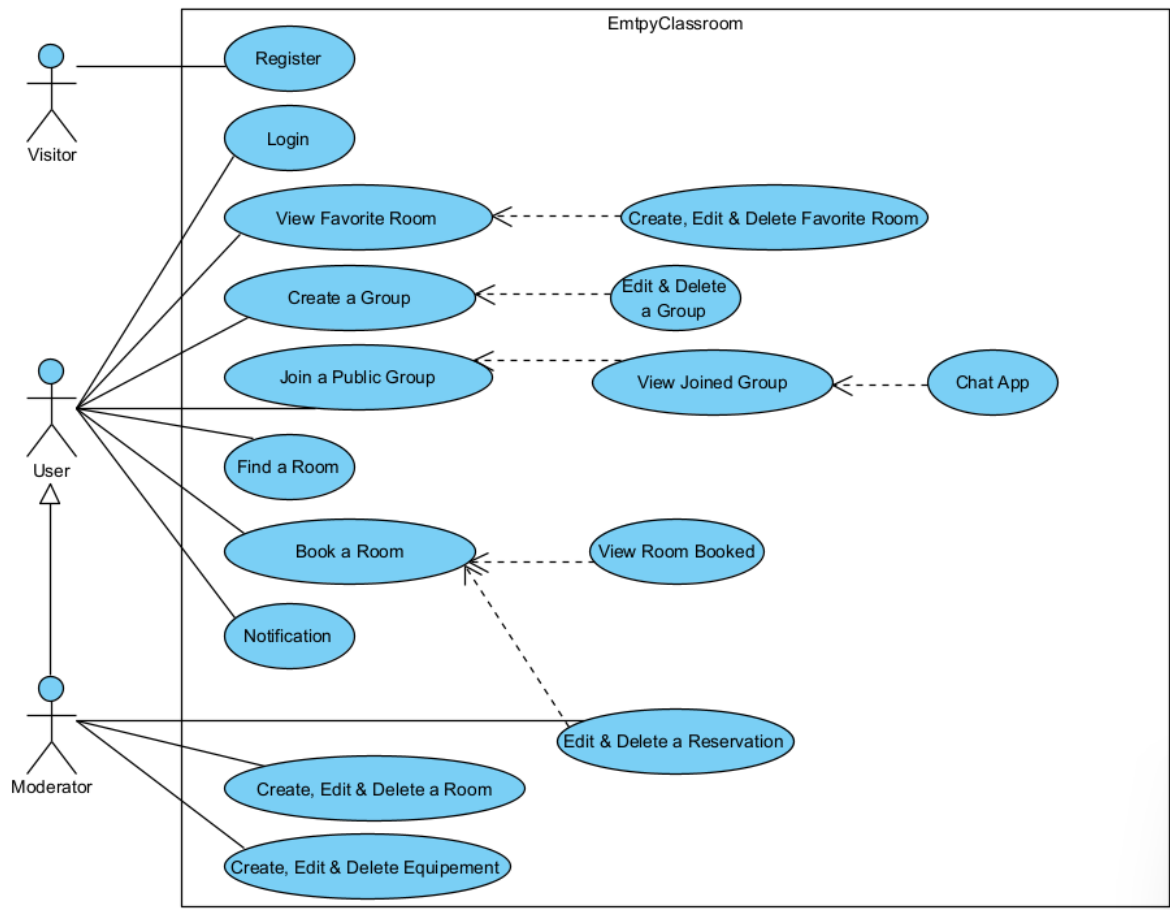 EmtpyClassroom
Register
Visitor
Login
View Favorite Room
Create, Edit & Delete Favorite Room
Create a Group
Edit & Delete
a Group
Join a Public Group
View Joined Group
Chat App
User
Find a Room
Book a Room
View Room Booked
Notification
Edit & Delete a Reservation
Moderator
Create, Edit & Delete a Room
Create, Edit & Delete Equipement